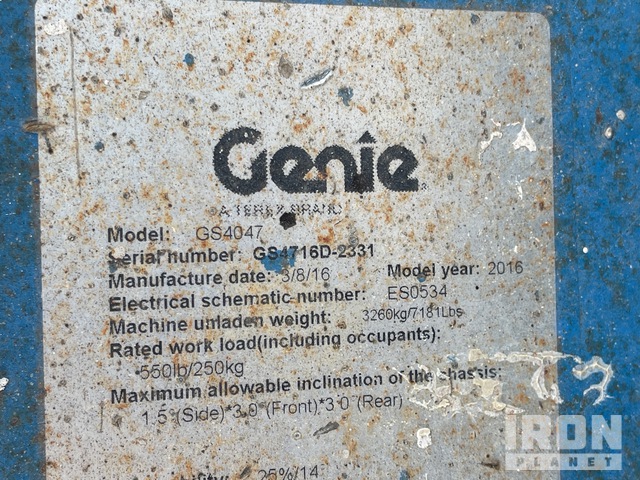 Genie
A TEREX BRAND
Model: GS4047
Serial number: GS4716D-2331
Manufacture date: 3/8/16 Model year: 2016
Electrical schematic number: ES0534
Machine unladen weight: 3260kg/7181Lbs
Rated work load(including occupants):
550lb/250kg
Maximum allowable inclination of the chassis:
1.5°(Side)*3.0°(Front)*3.0°(Rear)
25%/14
IRON
PLANET